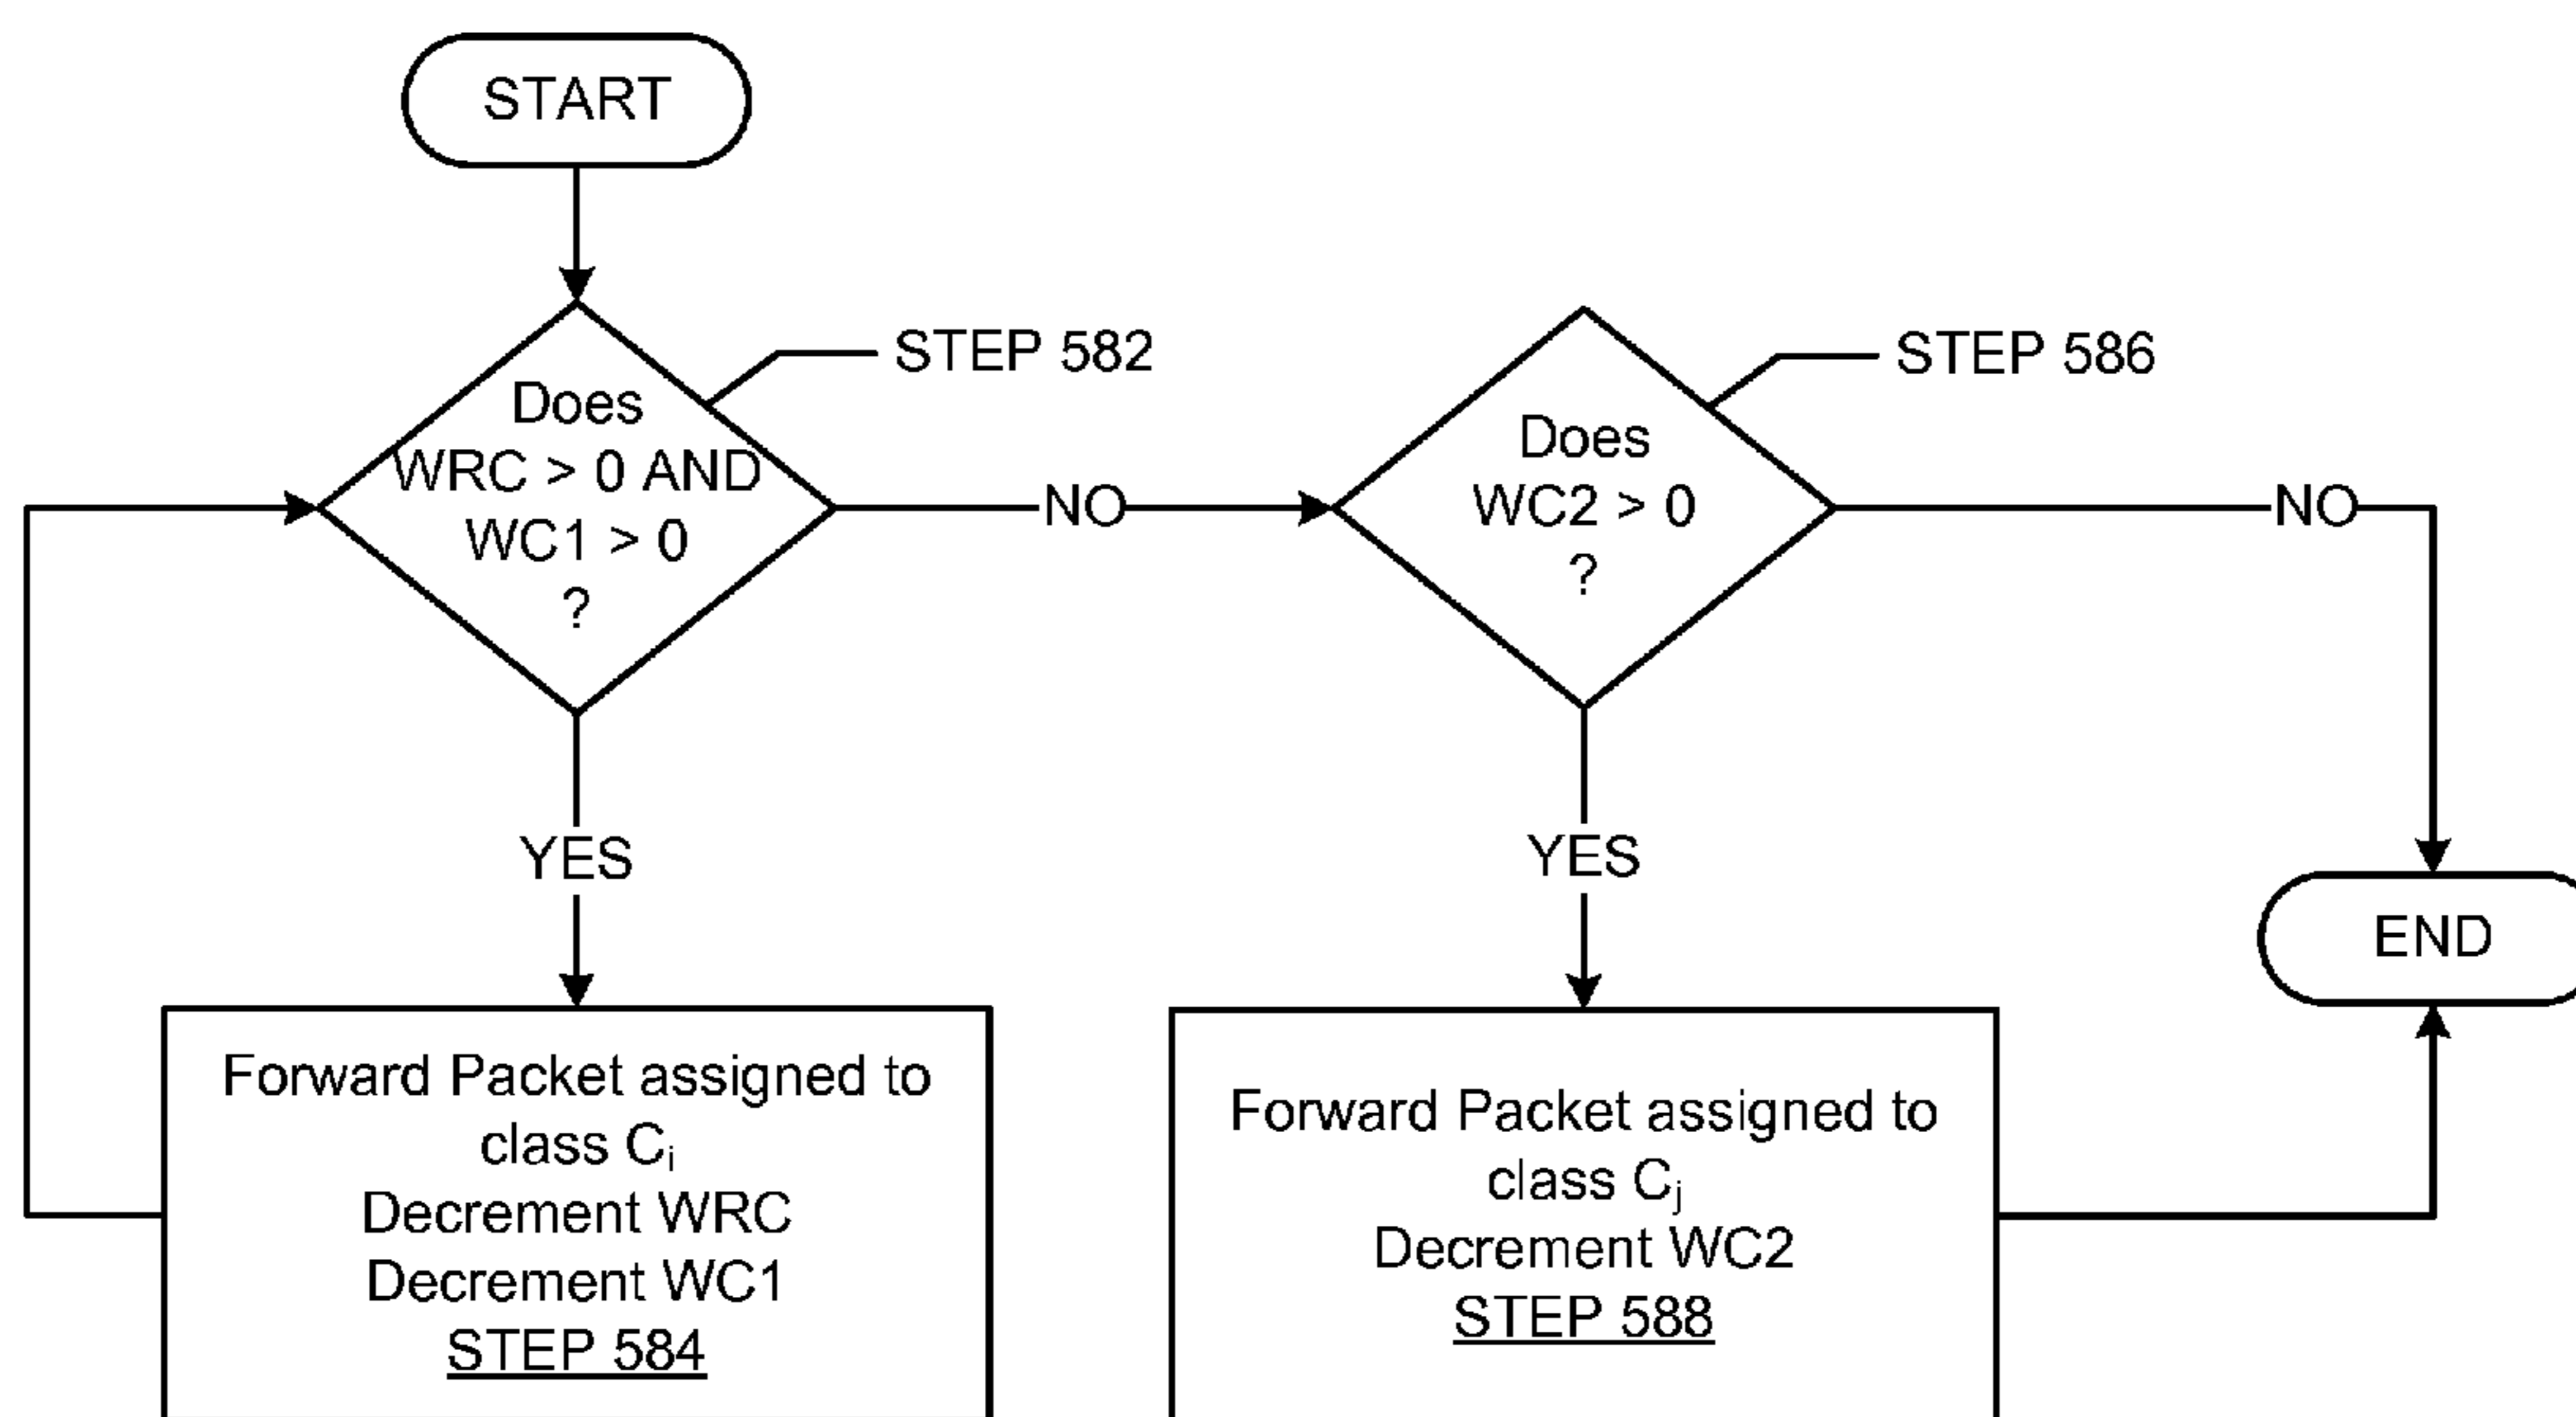 START
STEP 582
Does
WRC > 0 AND
WC1 > 0
?
NO
STEP 586
Does
WC2 > 0
?
NO
YES
YES
END
Forward Packet assigned to
class Ci
Decrement WRC
Decrement WC1
STEP 584
Forward Packet assigned to
class Cj
Decrement WC2
STEP 588